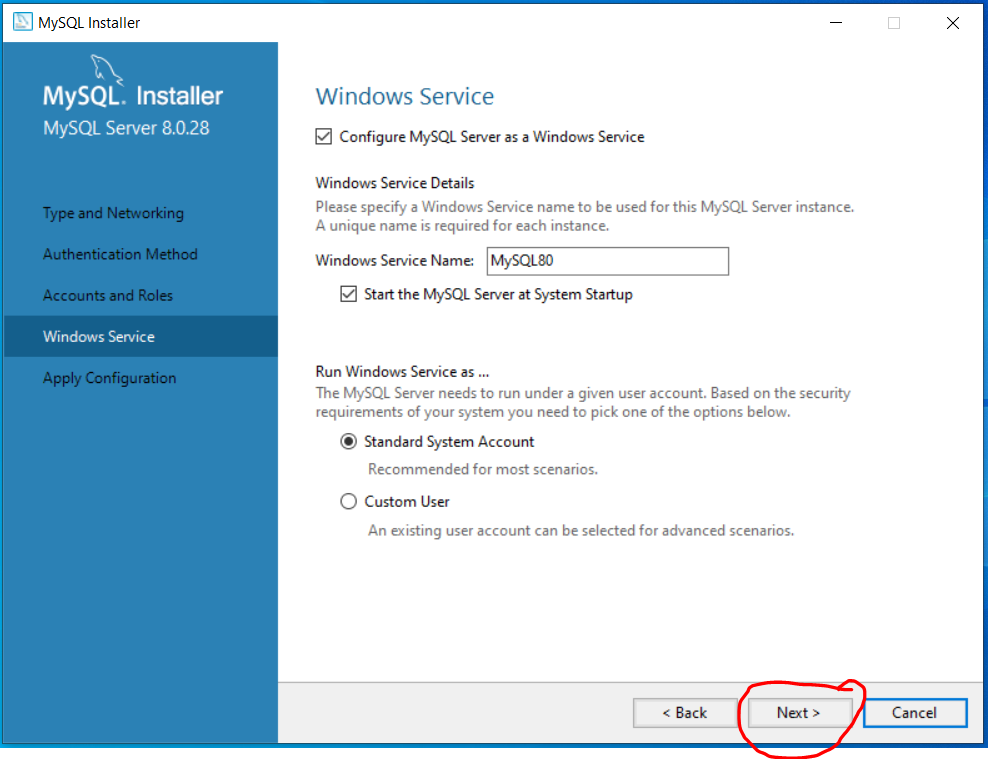 MySQL Installer
MySQL. Installer
MySQL Server 8.0.28
Type and Networking
Authentication Method
Accounts and Roles
Windows Service
Apply Configuration
Windows Service
Configure MySQL Server as a Windows Service
Windows Service Details
Please specify a Windows Service name to be used for this MySQL Server instance.
A unique name is required for each instance.
Windows Service Name: MySQL80
Start the MySQL Server at System Startup
Run Windows Service as ...
The MySQL Server needs to run under a given user account. Based on the security
requirements of your system you need to pick one of the options below.
Standard System Account
Recommended for most scenarios.
Custom User
An existing user account can be selected for advanced scenarios.
< Back Next > Cancel